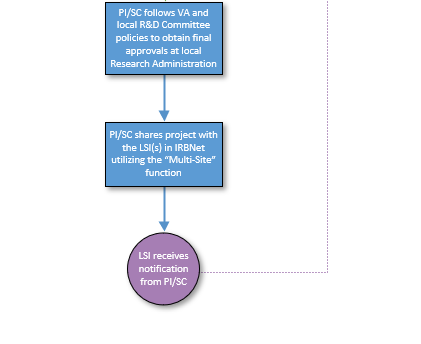 PI/SC follows VA and
local R&D Committee
policies to obtain final
approvals at local
Research Administration
PI/SC shares project with
the LSI(s) in IRBNet
utilizing the "Multi-Site"
function
LSI receives
notification
from PI/SC